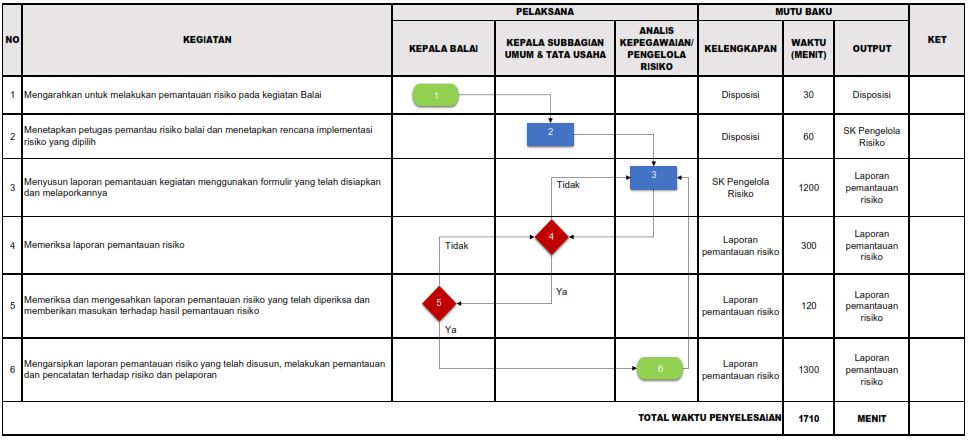 PELAKSANA
MUTU BAKU
NO
KEGIATAN
KEPALA BALAI
KEPALA SUBBAGIAN
UMUM & TATA USAHA
ANALIS
KEPEGAWAIAN/
PENGELOLA
RISIKO
KELENGKAPAN
WAKTU
(MENIT)
OUTPUT
KET
1
Mengarahkan untuk melakukan pemantauan risiko pada kegiatan Balai
1
Disposisi
30
Disposisi
2
Menetapkan petugas pemantau risiko balai dan menetapkan rencana implementasi
risiko yang dipilih
2
Disposisi
60
SK Pengelola
Risiko
3
Menyusun laporan pemantauan kegiatan menggunakan formulir yang telah disiapkan
dan melaporkannya
Tidak
3
SK Pengelola
Risiko
1200
Laporan
pemantauan
risiko
4
Memeriksa laporan pemantauan risiko
Tidak
4
Laporan
pemantauan risiko
300
Laporan
pemantauan
risiko
5
Memeriksa dan mengesahkan laporan pemantauan risiko yang telah diperiksa dan
memberikan masukan terhadap hasil pemantauan risiko
5
Ya
Ya
Laporan
pemantauan risiko
120
Laporan
pemantauan
risiko
6
Mengarsipkan laporan pemantauan risiko yang telah disusun, melakukan pemantauan
dan pencatatan terhadap risiko dan pelaporan
6
Laporan
pemantauan risiko
1300
Laporan
pemantauan
risiko
TOTAL WAKTU PENYELESAIAN
1710
MENIT